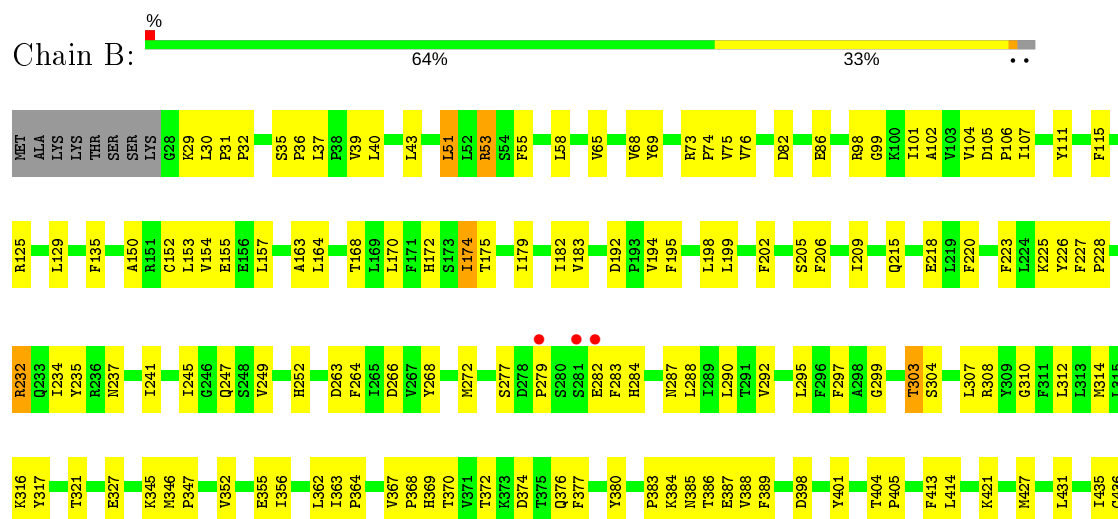 %
Chain B:
64% 33% • •
MET ALA LYS LYS THR SER SER LYS G28 K29 L30 P31 P32 S35 P36 L37 P38 V39 L40 L43 L51 L52 R53 S54 F55 L58 V65 V68 Y69 R73 P74 V75 V76 D82 E86 R98 G99 K100 I101 A102 V103 V104 D105 P106 I107 Y111 F115
R125 L129 F135 A150 R151 C152 L153 V154 E155 E156 L157 A163 L164 T168 L169 L170 F171 H172 S173 I174 T175 I179 I182 V183 D192 P193 V194 F195 L198 L199 F202 S205 F206 I209 Q215 E218 L219 F220 F223 L224 K225 Y226 F227 P228
R232 Q233 I234 Y235 R236 N237 I241 I245 G246 Q247 S248 V249 H252 D263 F264 I265 D266 V267 Y268 M272 S277 D278 P279 S280 S281 E282 F283 H284 N287 L288 I289 L290 T291 V292 L295 F296 F297 A298 G299 T303 S304 L307 R308 Y309 G310 F311 L312 L313 M314 L315
K316 Y317 T321 E327 K345 M346 P347 V352 E355 I356 L362 I363 P364 V367 P368 H369 T370 V371 T372 K373 D374 T375 Q376 F377 Y380 P383 K384 N385 T386 E387 V388 F389 D398 Y401 T404 P405 F413 L414 K421 M427 L431 I435